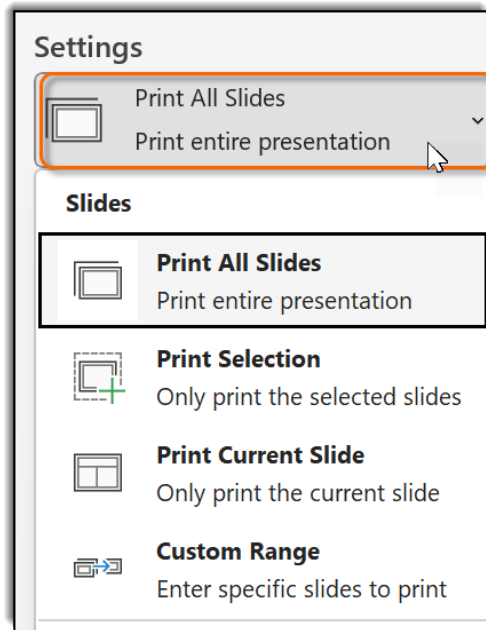 Settings
Print All Slides
Print entire presentation
Slides
Print All Slides
Print entire presentation
Print Selection
Only print the selected slides
Print Current Slide
Only print the current slide
Custom Range
Enter specific slides to print